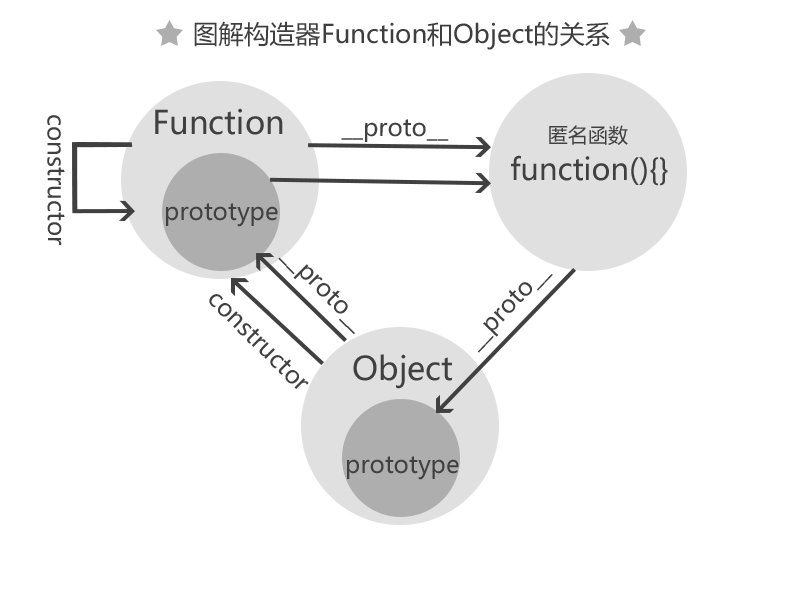 图解构造器Function和Object的关系
constructor
Function
prototype
__proto__
匿名函数
function(){}
__proto__
constructor
__proto__
Object
prototype